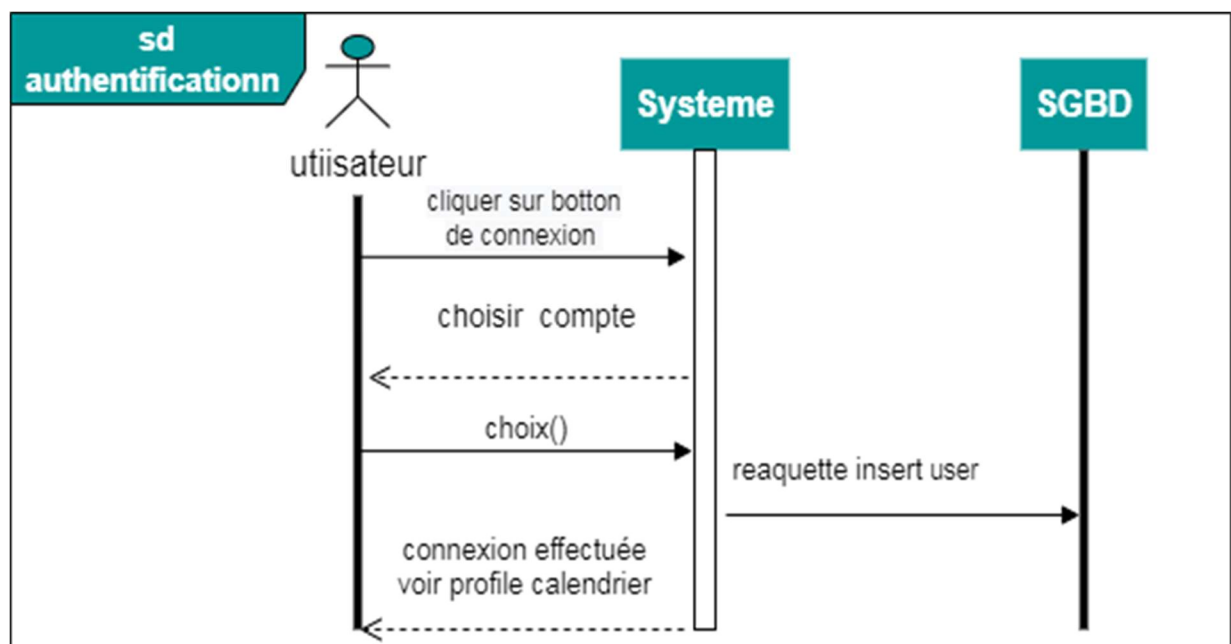 sd
authentificationn
utiisateur
Systeme
SGBD
cliquer sur botton
de connexion
choisir compte
choix()
reaquette insert user
connexion effectuée
voir profile calendrier